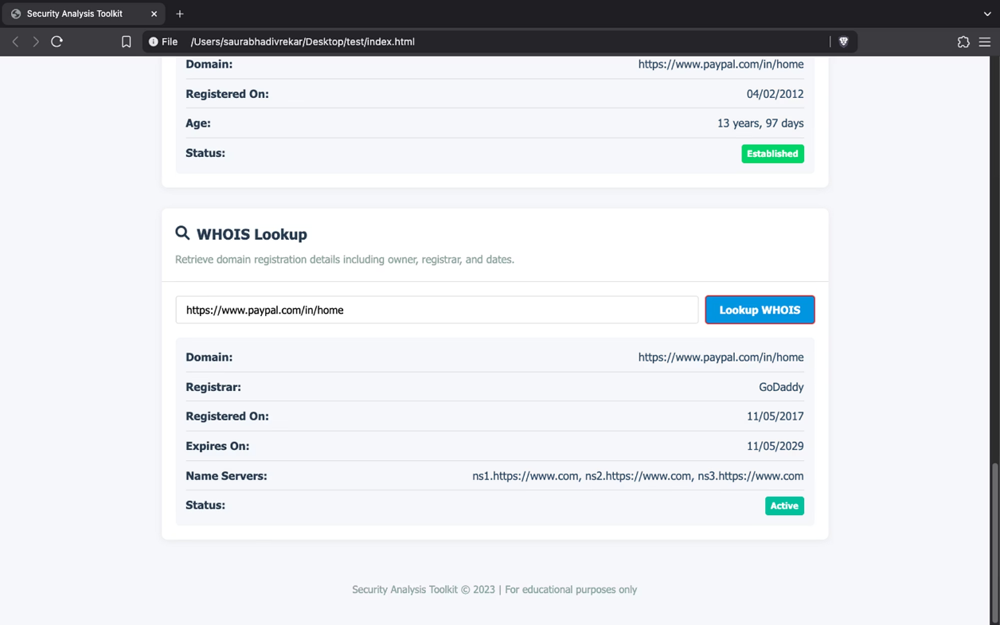 Security Analysis Toolkit
File /Users/saurabhadivrekar/Desktop/test/index.html
Domain: https://www.paypal.com/in/home
Registered On: 04/02/2012
Age: 13 years, 97 days
Status: Established
WHOIS Lookup
Retrieve domain registration details including owner, registrar, and dates.
https://www.paypal.com/in/home Lookup WHOIS
Domain: https://www.paypal.com/in/home
Registrar: GoDaddy
Registered On: 11/05/2017
Expires On: 11/05/2029
Name Servers: ns1.https://www.com, ns2.https://www.com, ns3.https://www.com
Status: Active
Security Analysis Toolkit © 2023 | For educational purposes only